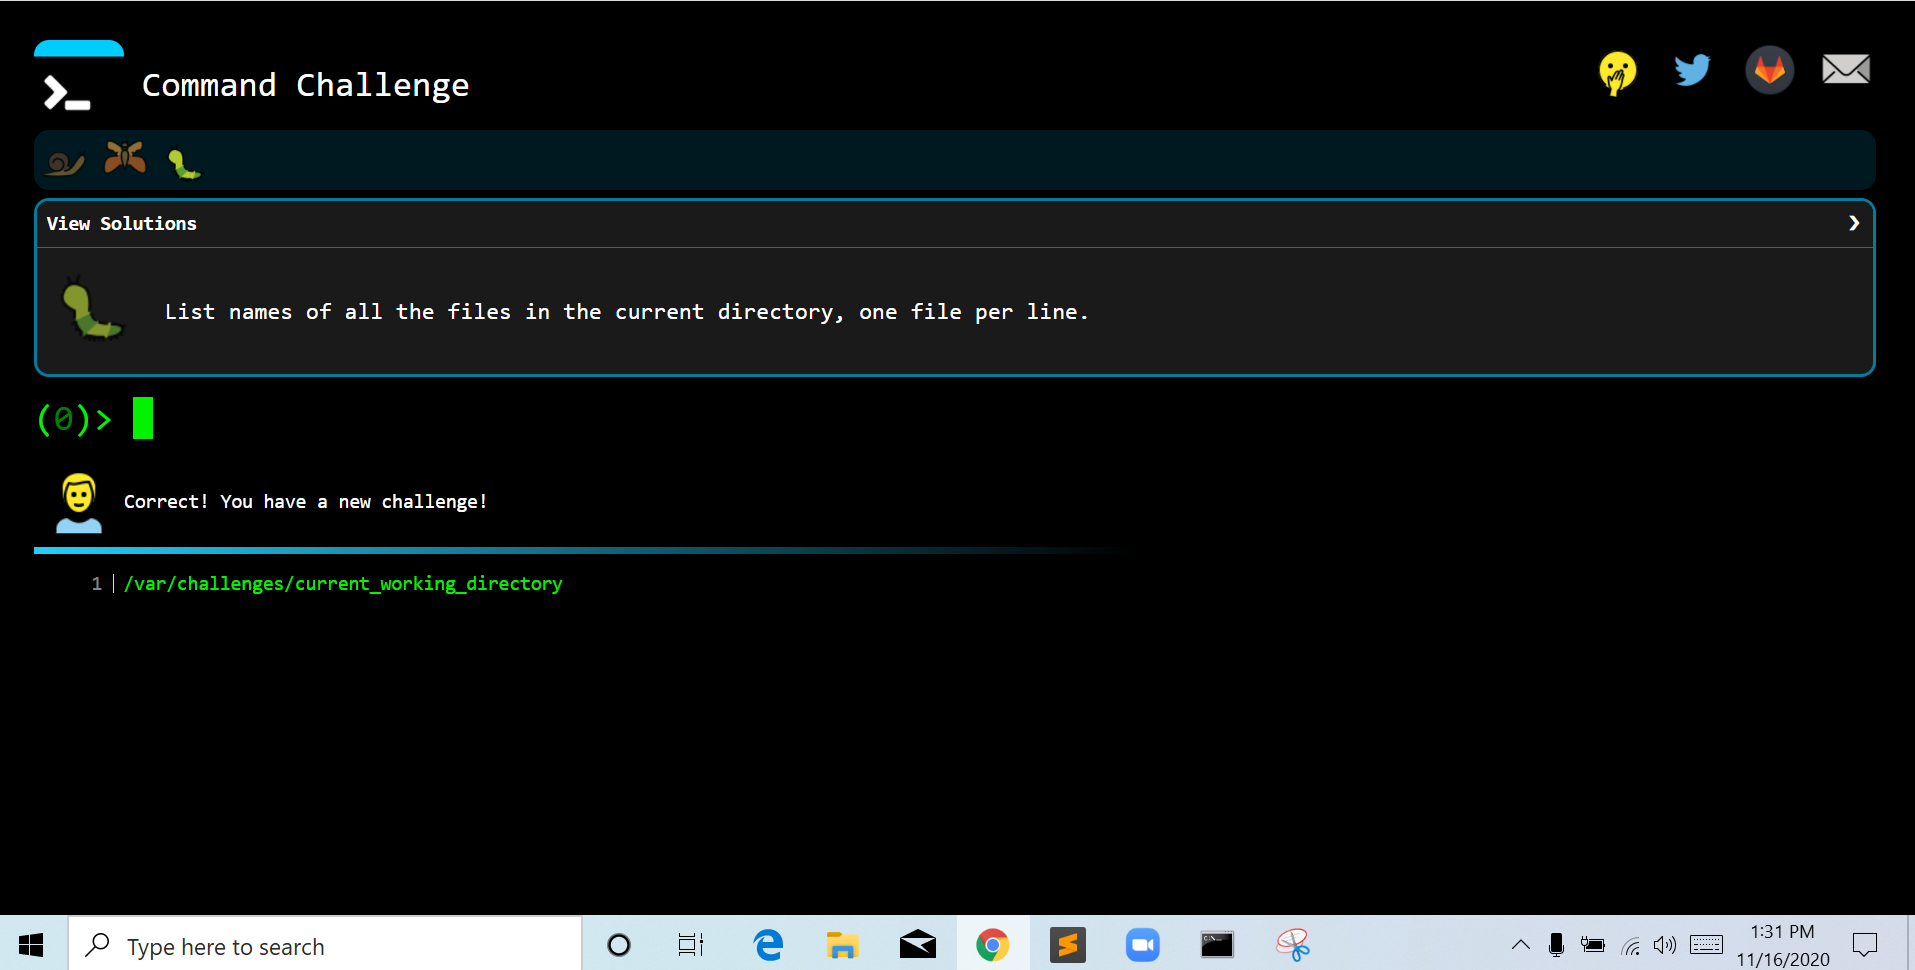 Command Challenge
View Solutions
List names of all the files in the current directory, one file per line.
(0)>
Correct! You have a new challenge!
1 /var/challenges/current_working_directory
Type here to search
1:31 PM
11/16/2020